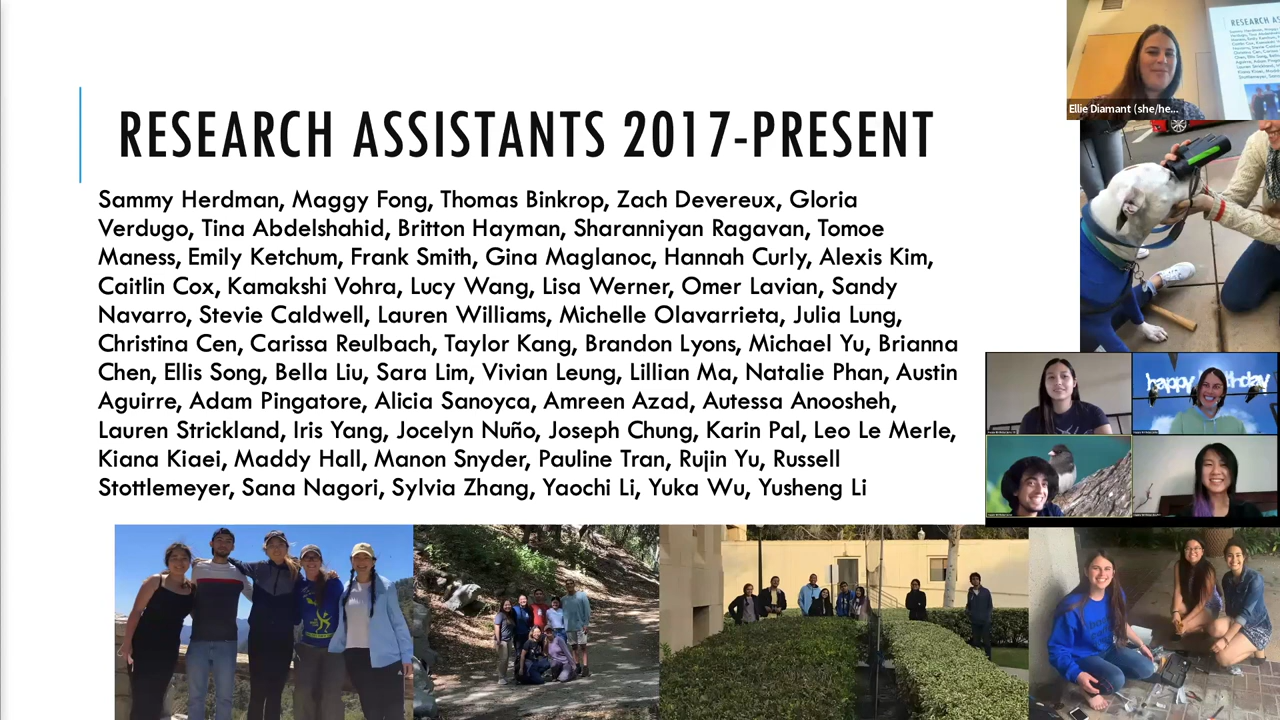 RESEARCH ASSISTANTS 2017-PRESENT
Sammy Herdman, Maggy Fong, Thomas Binkrop, Zach Devereux, Gloria
Verdugo, Tina Abdelshahid, Britton Hayman, Sharanniyan Ragavan, Tomoe
Maness, Emily Ketchum, Frank Smith, Gina Maglanoc, Hannah Curly, Alexis Kim,
Caitlin Cox, Kamakshi Vohra, Lucy Wang, Lisa Werner, Omer Lavian, Sandy
Navarro, Stevie Caldwell, Lauren Williams, Michelle Olavarrieta, Julia Lung,
Christina Cen, Carissa Reulbach, Taylor Kang, Brandon Lyons, Michael Yu, Brianna
Chen, Ellis Song, Bella Liu, Sara Lim, Vivian Leung, Lillian Ma, Natalie Phan, Austin
Aguirre, Adam Pingatore, Alicia Sanoyca, Amreen Azad, Autessa Anoosheh,
Lauren Strickland, Iris Yang, Jocelyn Nuño, Joseph Chung, Karin Pal, Leo Le Merle,
Kiana Kiaei, Maddy Hall, Manon Snyder, Pauline Tran, Rujin Yu, Russell
Stottlemeyer, Sana Nagori, Sylvia Zhang, Yaochi Li, Yuka Wu, Yusheng Li
RESEARCH AS
Ellie Diamant (she/he...